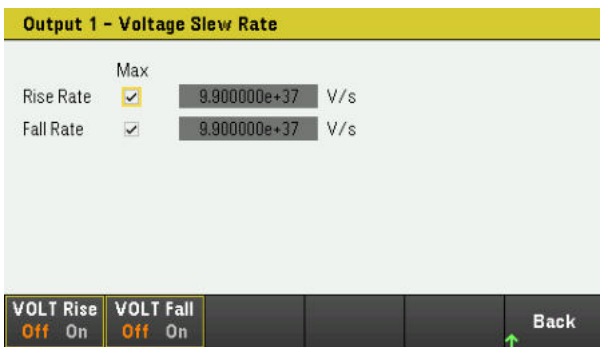 Output 1 - Voltage Slew Rate
Max
Rise Rate 9.900000e+37 V/s
Fall Rate 9.900000e+37 V/s
VOLT Rise VOLT Fall
Off On Off On Back